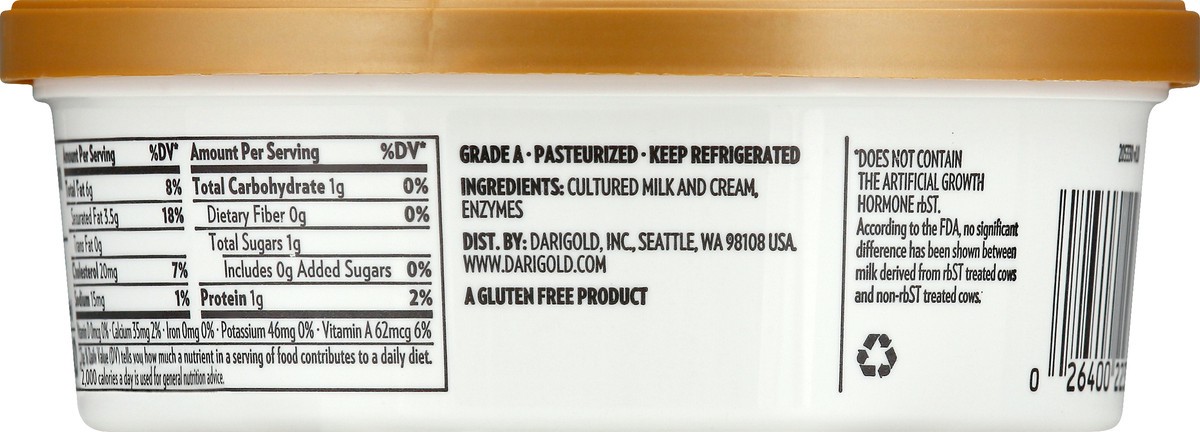 Amount Per Serving %DV*
Total Fat 6g 8%
Saturated Fat 3.5g 18%
Trans Fat 0g
Cholesterol 20mg 7%
Sodium 15mg 1%
Amount Per Serving %DV*
Total Carbohydrate 1g 0%
Dietary Fiber 0g 0%
Total Sugars 1g
Includes 0g Added Sugars 0%
Protein 1g 2%
Vitamin D 0mcg 0% · Calcium 35mg 2% · Iron 0mg 0% · Potassium 46mg 0% · Vitamin A 62mcg 6%
% Daily Value (DV) tells you how much a nutrient in a serving of food contributes to a daily diet.
2,000 calories a day is used for general nutrition advice.
GRADE A · PASTEURIZED · KEEP REFRIGERATED
INGREDIENTS: CULTURED MILK AND CREAM,
ENZYMES
DIST. BY: DARIGOLD, INC., SEATTLE, WA 98108 USA.
WWW.DARIGOLD.COM
A GLUTEN FREE PRODUCT
*DOES NOT CONTAIN
THE ARTIFICIAL GROWTH
HORMONE rbST.
According to the FDA, no significant
difference has been shown between
milk derived from rbST treated cows
and non-rbST treated cows.
0 26400